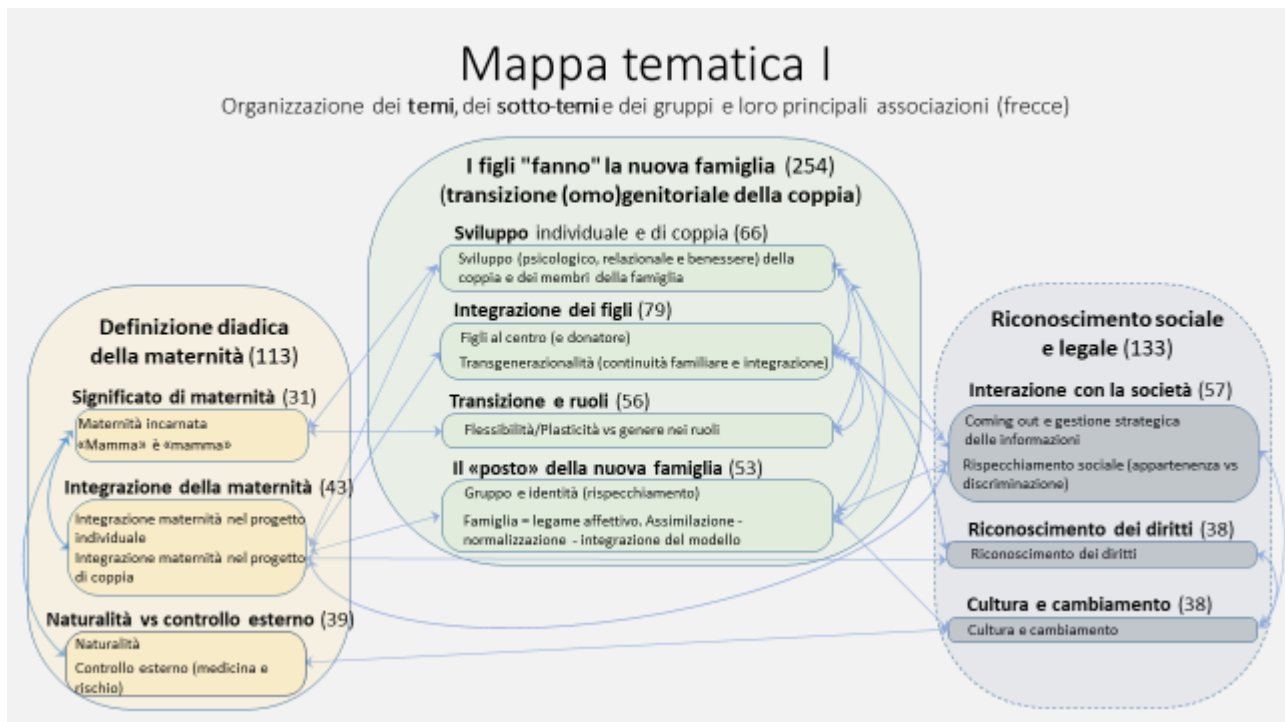 Mappa tematica I
Organizzazione dei temi, dei sotto-temi e dei gruppi e loro principali associazioni (frecce)
Definizione diadica
della maternità (113)
Significato di maternità (31)
Maternità incarnata
«Mamma» è «mamma»
Integrazione della maternità (43)
Integrazione maternità nel progetto
individuale
Integrazione maternità nel progetto
di coppia
Naturalità vs controllo esterno (39)
Naturalità
Controllo esterno (medicina e
rischio)
I figli "fanno" la nuova famiglia (254)
(transizione (omo)genitoriale della coppia)
Sviluppo individuale e di coppia (66)
Sviluppo (psicologico, relazionale e benessere) della
coppia e dei membri della famiglia
Integrazione dei figli (79)
Figli al centro (e donatore)
Transgenerazionalità (continuità familiare e integrazione)
Transizione e ruoli (56)
Flessibilità/Plasticità vs genere nei ruoli
Il «posto» della nuova famiglia (53)
Gruppo e identità (rispecchiamento)
Famiglia = legame affettivo. Assimilazione -
normalizzazione - integrazione del modello
Riconoscimento sociale
e legale (133)
Interazione con la società (57)
Coming out e gestione strategica
delle informazioni
Rispecchiamento sociale (appartenenza vs
discriminazione)
Riconoscimento dei diritti (38)
Riconoscimento dei diritti
Cultura e cambiamento (38)
Cultura e cambiamento